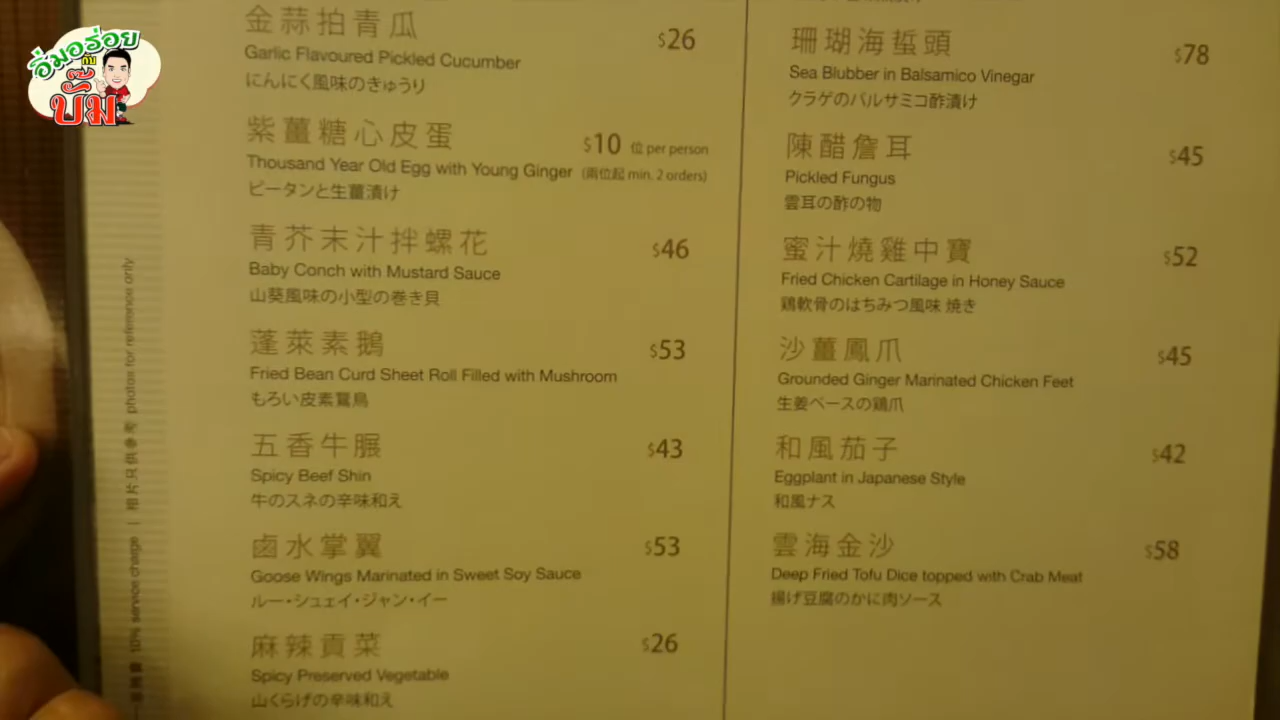 อิ่มอร่อย
กับ
บั๊ม
金蒜拍青瓜
$26
Garlic Flavoured Pickled Cucumber
にんにく風味のきゅうり
紫薑糖心皮蛋
$10 位 per person
Thousand Year Old Egg with Young Ginger (兩位起 min. 2 orders)
ピータンと生薑漬け
青芥末汁拌螺花
$46
Baby Conch with Mustard Sauce
山葵風味の小型の巻き貝
蓬萊素鵝
$53
Fried Bean Curd Sheet Roll Filled with Mushroom
もろい皮素鵞鳥
五香牛𦟌
$43
Spicy Beef Shin
牛のスネの辛味和え
鹵水掌翼
$53
Goose Wings Marinated in Sweet Soy Sauce
ルー・シュェイ・ジャン・イー
麻辣貢菜
$26
Spicy Preserved Vegetable
山くらげの辛味和え
珊瑚海蜇頭
$78
Sea Blubber in Balsamico Vinegar
クラゲのバルサミコ酢漬け
陳醋詹耳
$45
Pickled Fungus
雲耳の酢の物
蜜汁燒雞中寶
$52
Fried Chicken Cartilage in Honey Sauce
鶏軟骨のはちみつ風味 焼き
沙薑鳳爪
$45
Grounded Ginger Marinated Chicken Feet
生姜ベースの鶏爪
和風茄子
$42
Eggplant in Japanese Style
和風ナス
雲海金沙
$58
Deep Fried Tofu Dice topped with Crab Meat
揚げ豆腐のかに肉ソース
10% service charge | 相片只供參考 photos for reference only